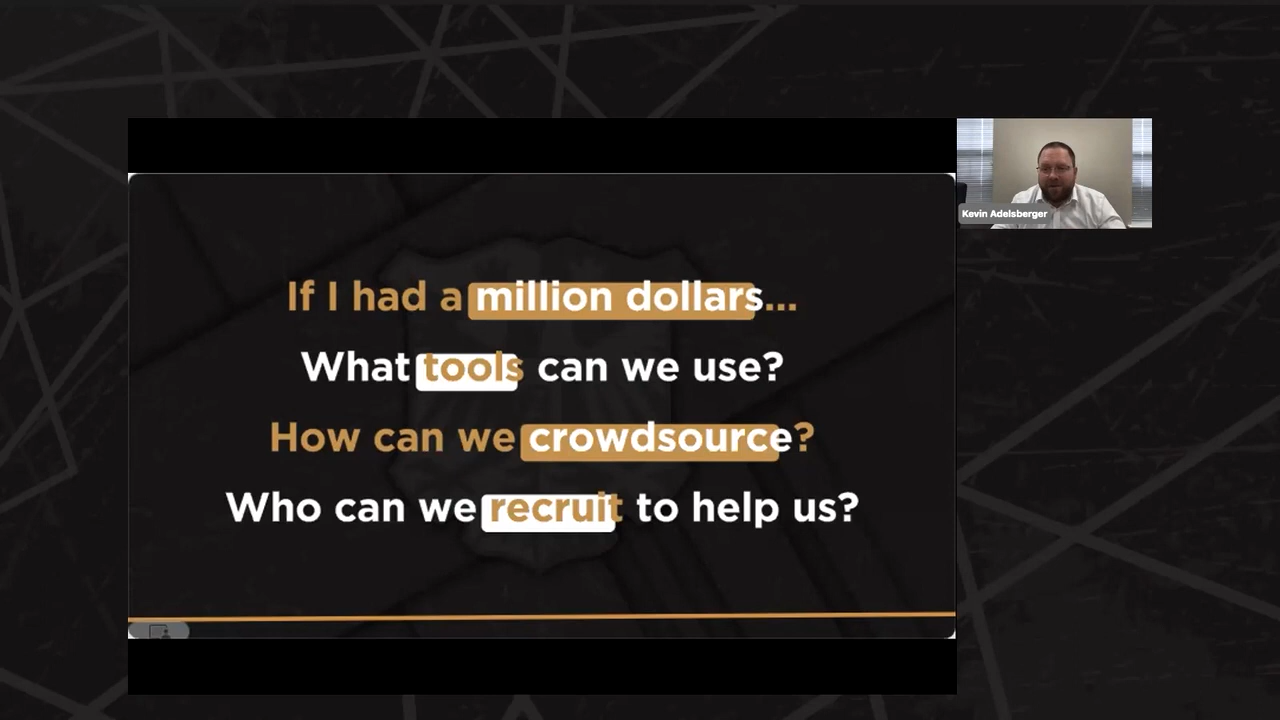 If I had a million dollars...
What tools can we use?
How can we crowdsource?
Who can we recruit to help us?
Kevin Adelsberger